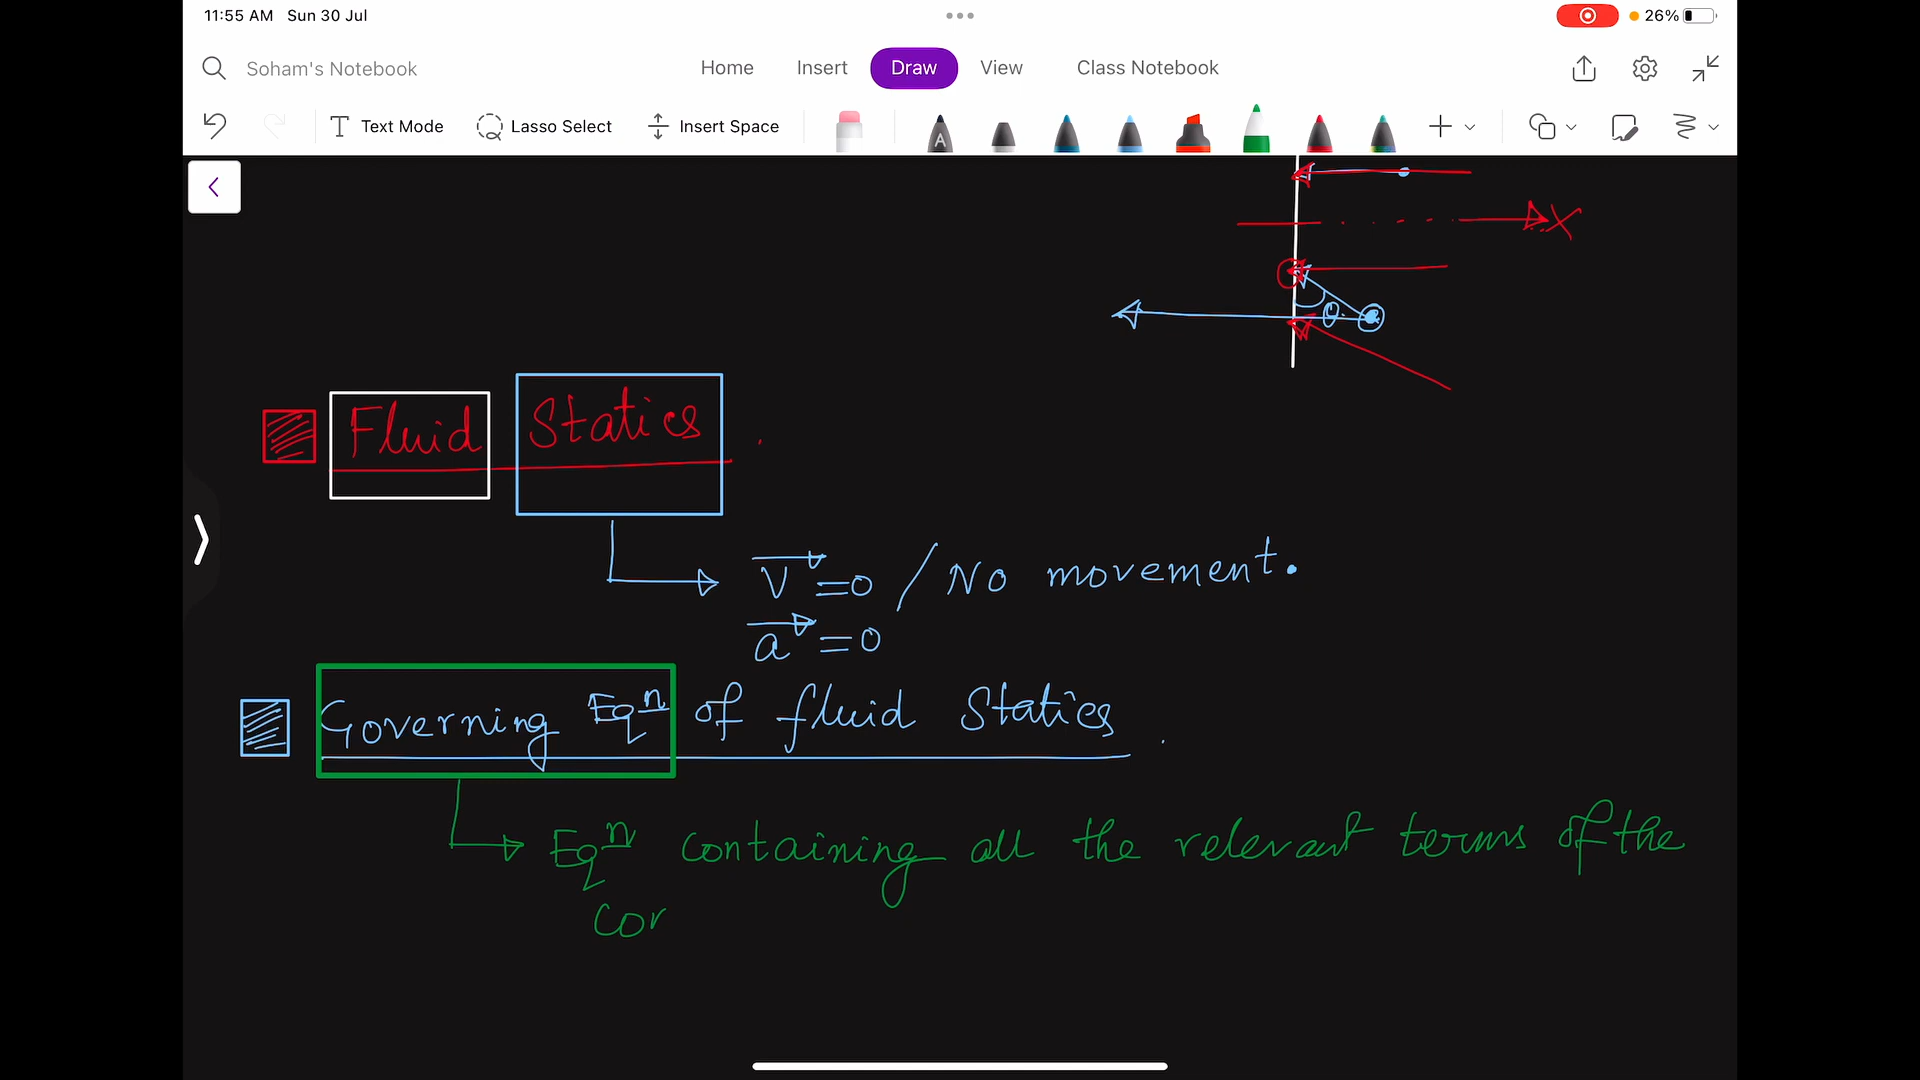 11:55 AM Sun 30 Jul
26%
Soham's Notebook
Home Insert Draw View Class Notebook
Text Mode Lasso Select Insert Space
A
X
θ
Fluid Statics .
V = 0 / No movement.
a = 0
Governing Eqn of fluid Statics .
Eqn containing all the relevant terms of the
cor